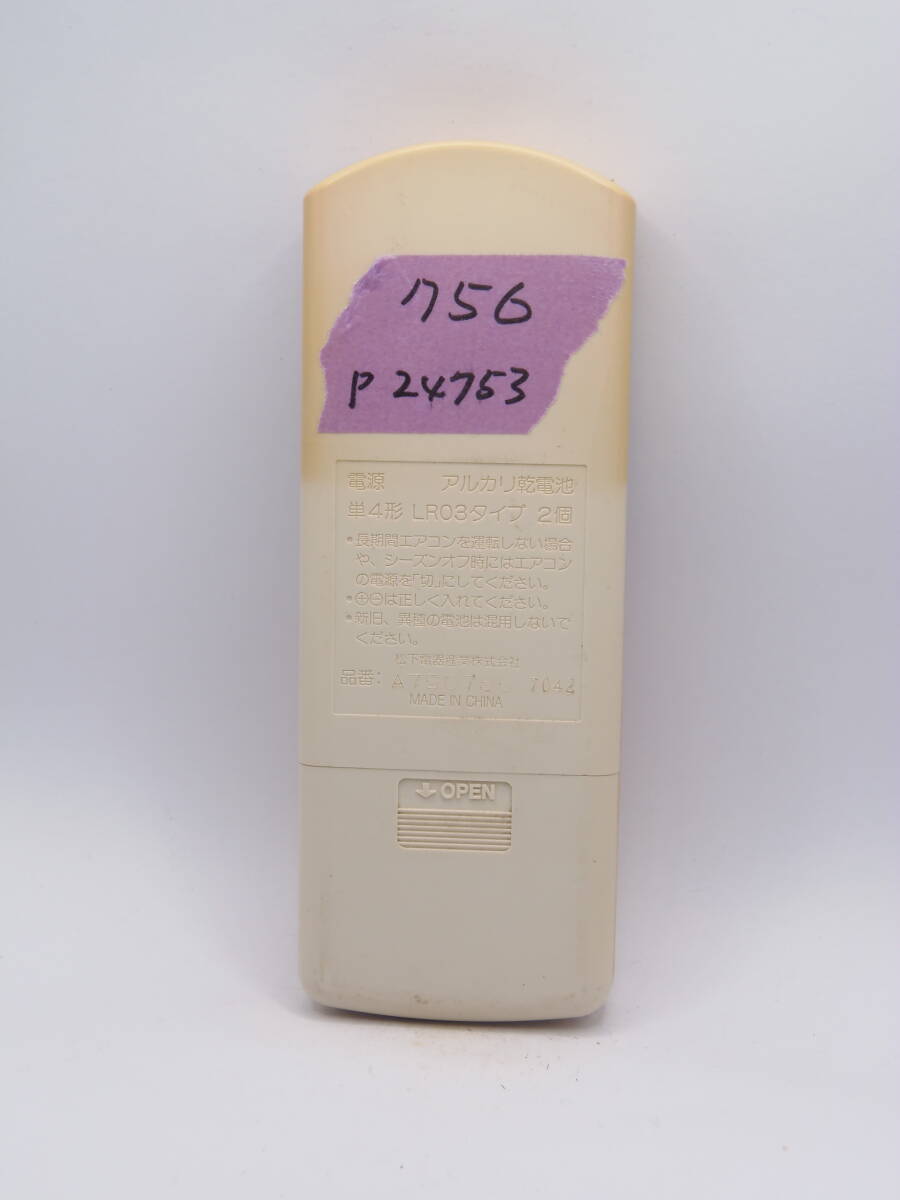 756
P 24753
電源 アルカリ乾電池
単4形 LR03タイプ 2個
•長期間エアコンを運転しない場合
や、シーズンオフ時にはエアコン
の電源を「切」にしてください。
•⊕⊖は正しく入れてください。
•新旧、異種の電池は混用しないで
ください。
松下電器産業株式会社
品番: 7042
MADE IN CHINA
OPEN